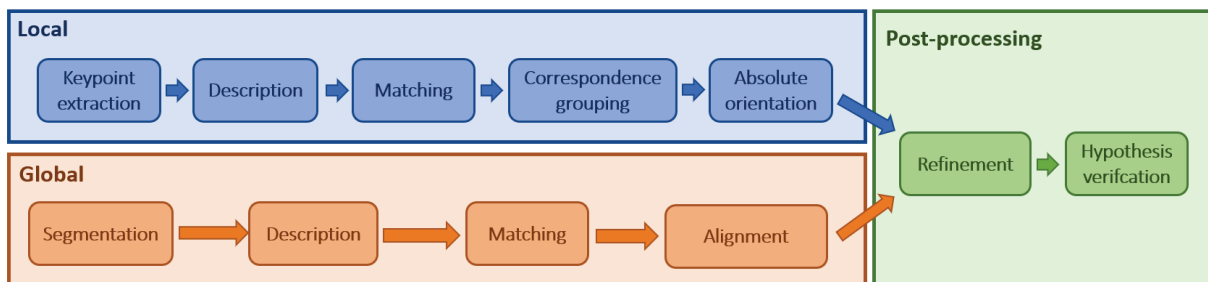 Local
Keypoint
extraction
Description
Matching
Correspondence
grouping
Absolute
orientation
Global
Segmentation
Description
Matching
Alignment
Post-processing
Refinement
Hypothesis
verifcation